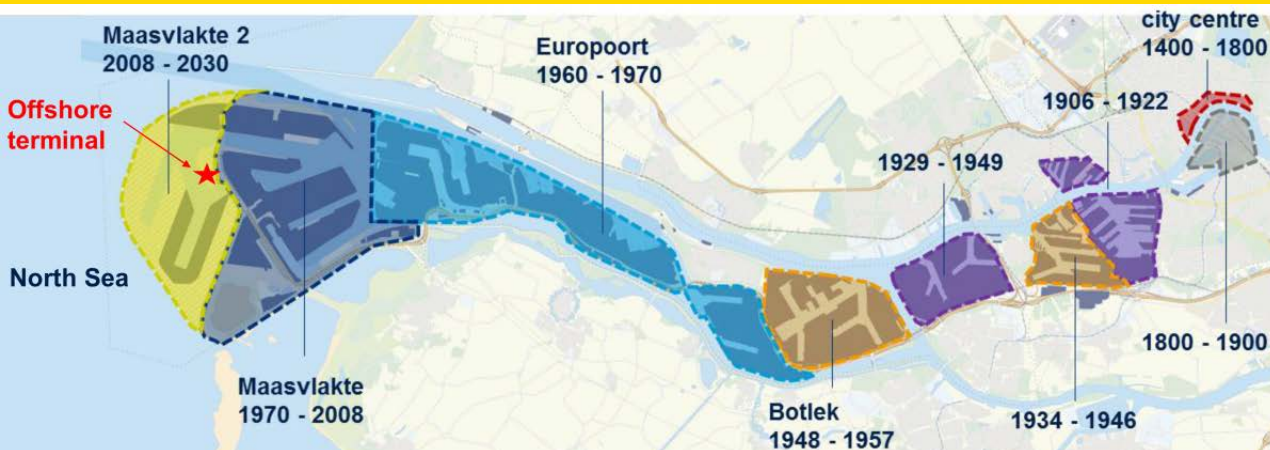 Maasvlakte 2
2008 - 2030
Offshore
terminal
North Sea
Maasvlakte
1970 - 2008
Europoort
1960 - 1970
Botlek
1948 - 1957
1929 - 1949
1934 - 1946
1906 - 1922
city centre
1400 - 1800
1800 - 1900